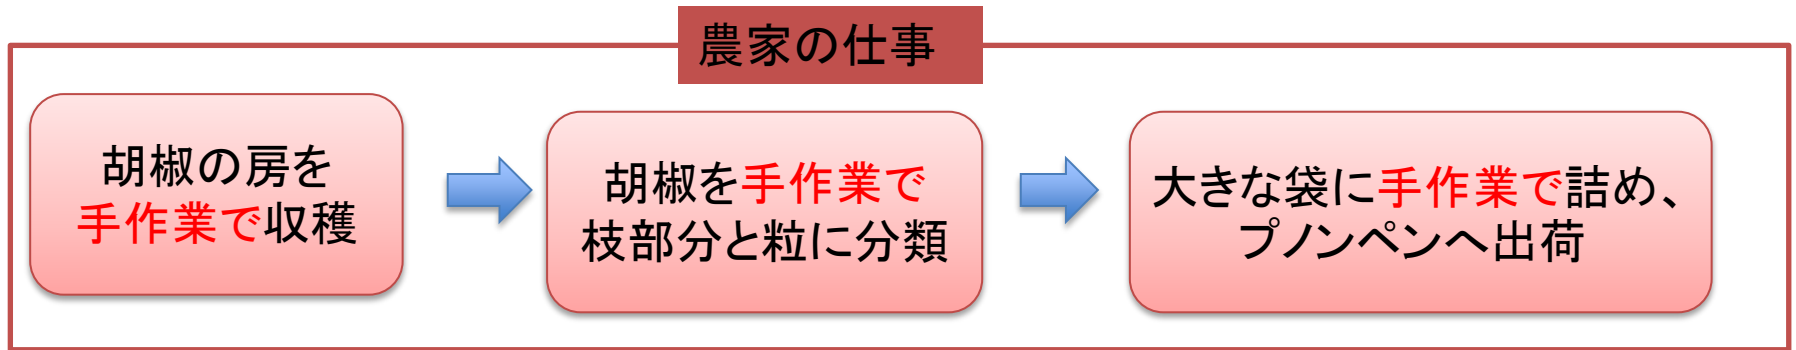 農家の仕事
胡椒の房を
手作業で収穫
胡椒を手作業で
枝部分と粒に分類
大きな袋に手作業で詰め、
プノンペンへ出荷